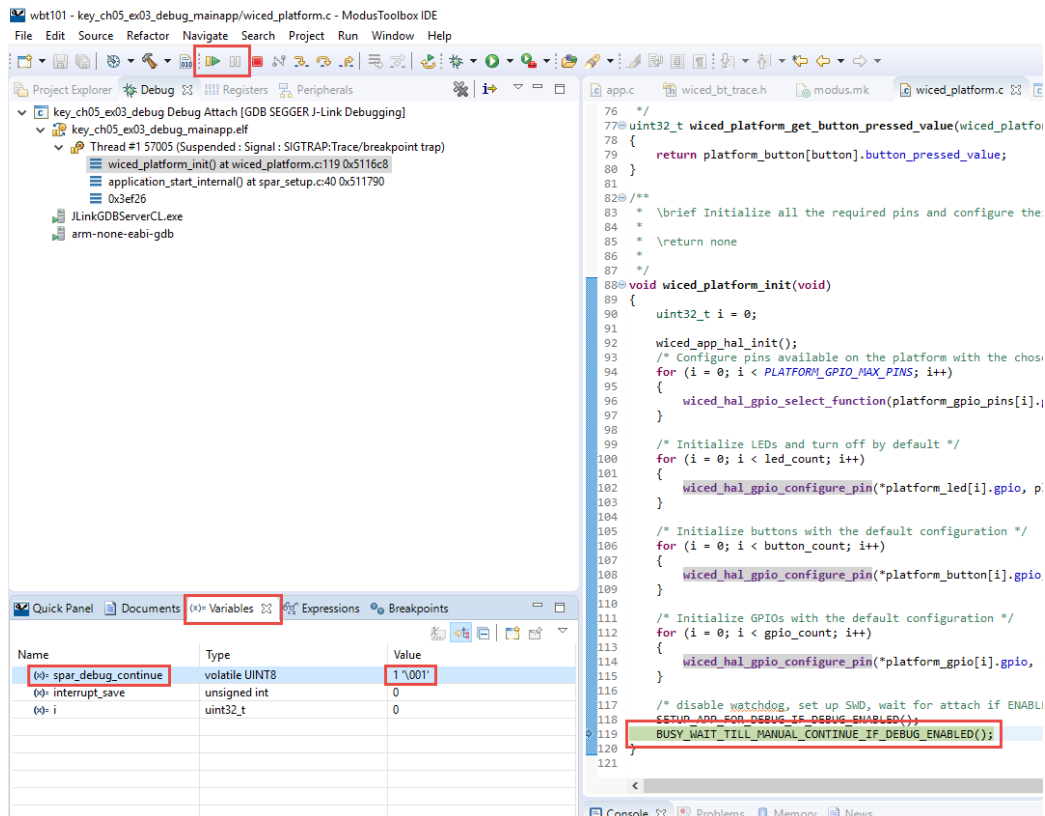 wbt101 - key_ch05_ex03_debug_mainapp/wiced_platform.c - ModusToolbox IDE
File Edit Source Refactor Navigate Search Project Run Window Help
Project Explorer Debug Registers Peripherals
key_ch05_ex03_debug Debug Attach [GDB SEGGER J-Link Debugging]
key_ch05_ex03_debug_mainapp.elf
Thread #1 57005 (Suspended : Signal : SIGTRAP:Trace/breakpoint trap)
wiced_platform_init() at wiced_platform.c:119 0x5116c8
application_start_internal() at spar_setup.c:40 0x511790
0x3ef26
JLinkGDBServerCL.exe
arm-none-eabi-gdb
Quick Panel Documents (x)= Variables Expressions Breakpoints
Name Type Value
(x)= spar_debug_continue volatile UINT8 1 '\001'
(x)= interrupt_save unsigned int 0
(x)= i uint32_t 0
app.c wiced_bt_trace.h modus.mk wiced_platform.c
76 */
77 uint32_t wiced_platform_get_button_pressed_value(wiced_platfo
78 {
79 return platform_button[button].button_pressed_value;
80 }
81
82 /**
83 * \brief Initialize all the required pins and configure thei
84 *
85 * \return none
86 *
87 */
88 void wiced_platform_init(void)
89 {
90 uint32_t i = 0;
91
92 wiced_app_hal_init();
93 /* Configure pins available on the platform with the chose
94 for (i = 0; i < PLATFORM_GPIO_MAX_PINS; i++)
95 {
96 wiced_hal_gpio_select_function(platform_gpio_pins[i].g
97 }
98
99 /* Initialize LEDs and turn off by default */
100 for (i = 0; i < led_count; i++)
101 {
102 wiced_hal_gpio_configure_pin(*platform_led[i].gpio, pl
103 }
104
105 /* Initialize buttons with the default configuration */
106 for (i = 0; i < button_count; i++)
107 {
108 wiced_hal_gpio_configure_pin(*platform_button[i].gpio,
109 }
110
111 /* Initialize GPIOs with the default configuration */
112 for (i = 0; i < gpio_count; i++)
113 {
114 wiced_hal_gpio_configure_pin(*platform_gpio[i].gpio,
115 }
116
117 /* disable watchdog, set up SWD, wait for attach if ENABL
118 SETUP_APP_FOR_DEBUG_IF_DEBUG_ENABLED();
119 BUSY_WAIT_TILL_MANUAL_CONTINUE_IF_DEBUG_ENABLED();
120 }
121
Console Problems Memory News